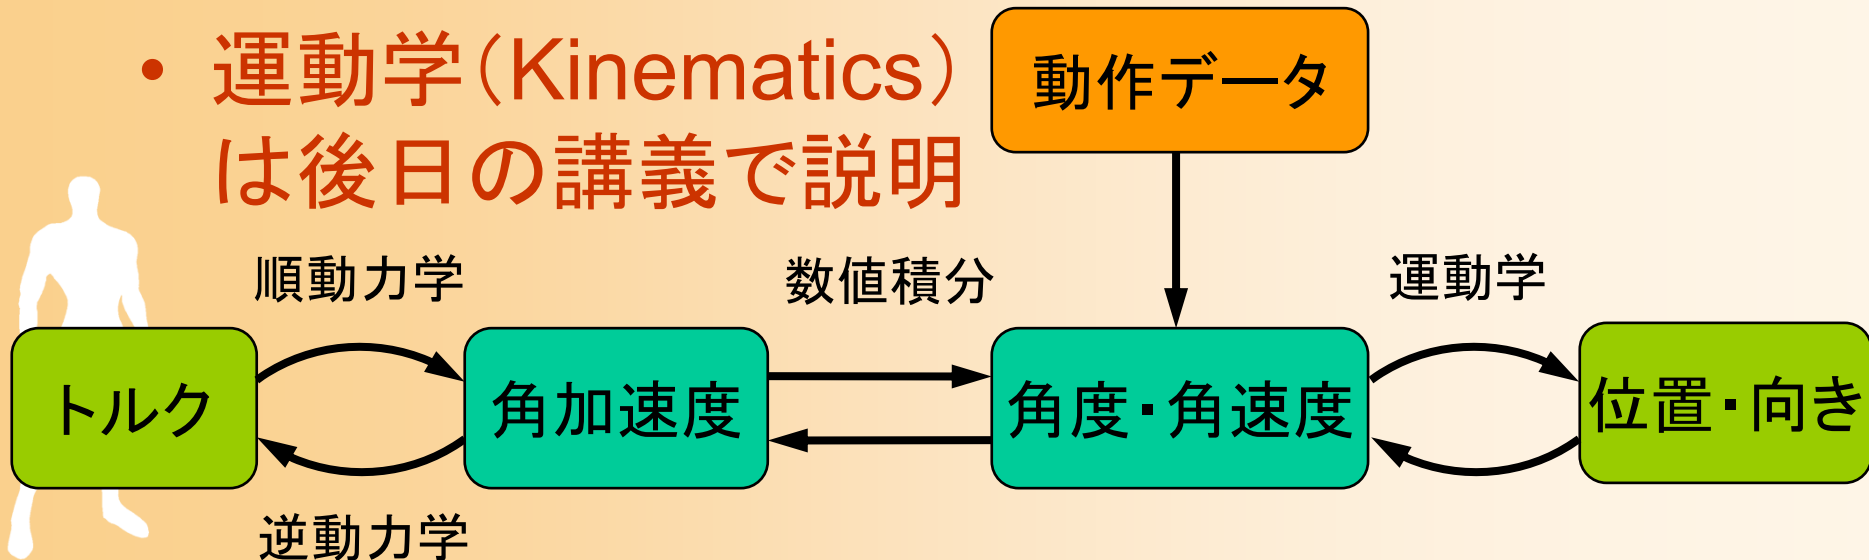 • 運動学（Kinematics）
は後日の講義で説明
動作データ
順動力学
数値積分
運動学
トルク
角加速度
角度・角速度
位置・向き
逆動力学